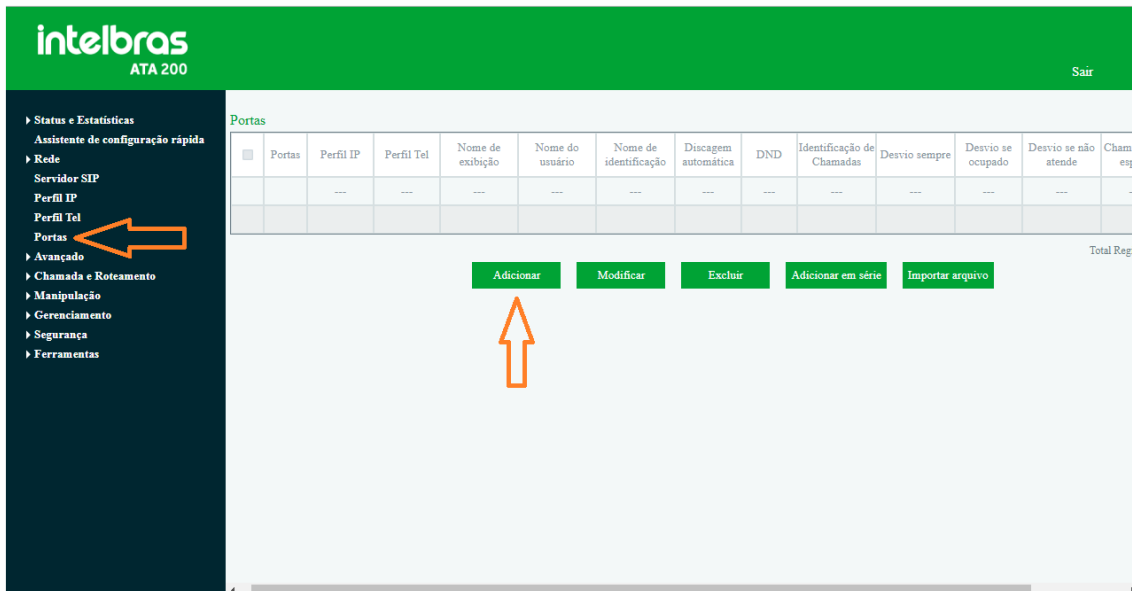 intelbras
ATA 200
Sair
Status e Estatísticas
Assistente de configuração rápida
Rede
Servidor SIP
Perfil IP
Perfil Tel
Portas
Avançado
Chamada e Roteamento
Manipulação
Gerenciamento
Segurança
Ferramentas
Portas
Portas
Perfil IP
Perfil Tel
Nome de
exibição
Nome do
usuário
Nome de
identificação
Discagem
automática
DND
Identificação de
Chamadas
Desvio sempre
Desvio se
ocupado
Desvio se não
atende
--- --- --- --- --- --- --- --- --- --- ---
Total
Adicionar
Modificar
Excluir
Adicionar em série
Importar arquivo